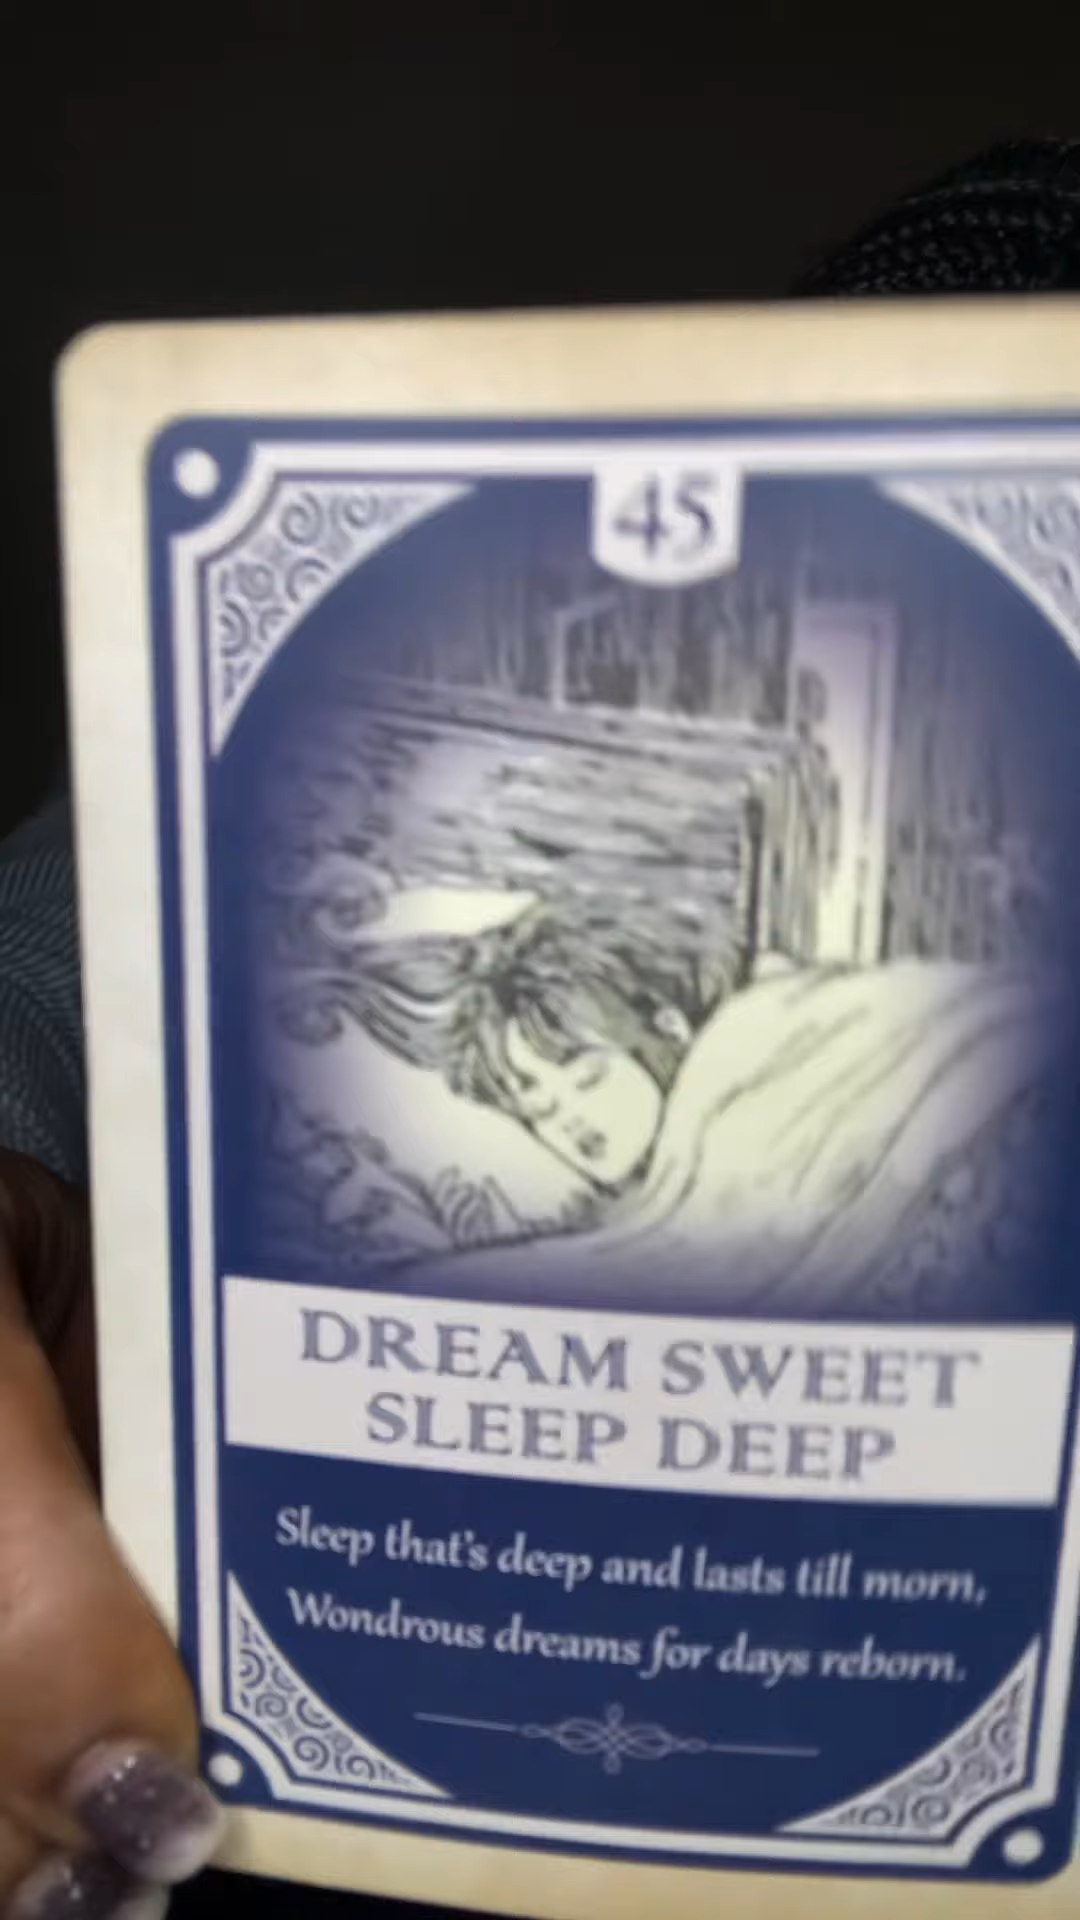 45
DREAM SWEET
SLEEP DEEP
Sleep that's deep and lasts till morn,
Wondrous dreams for days reborn.